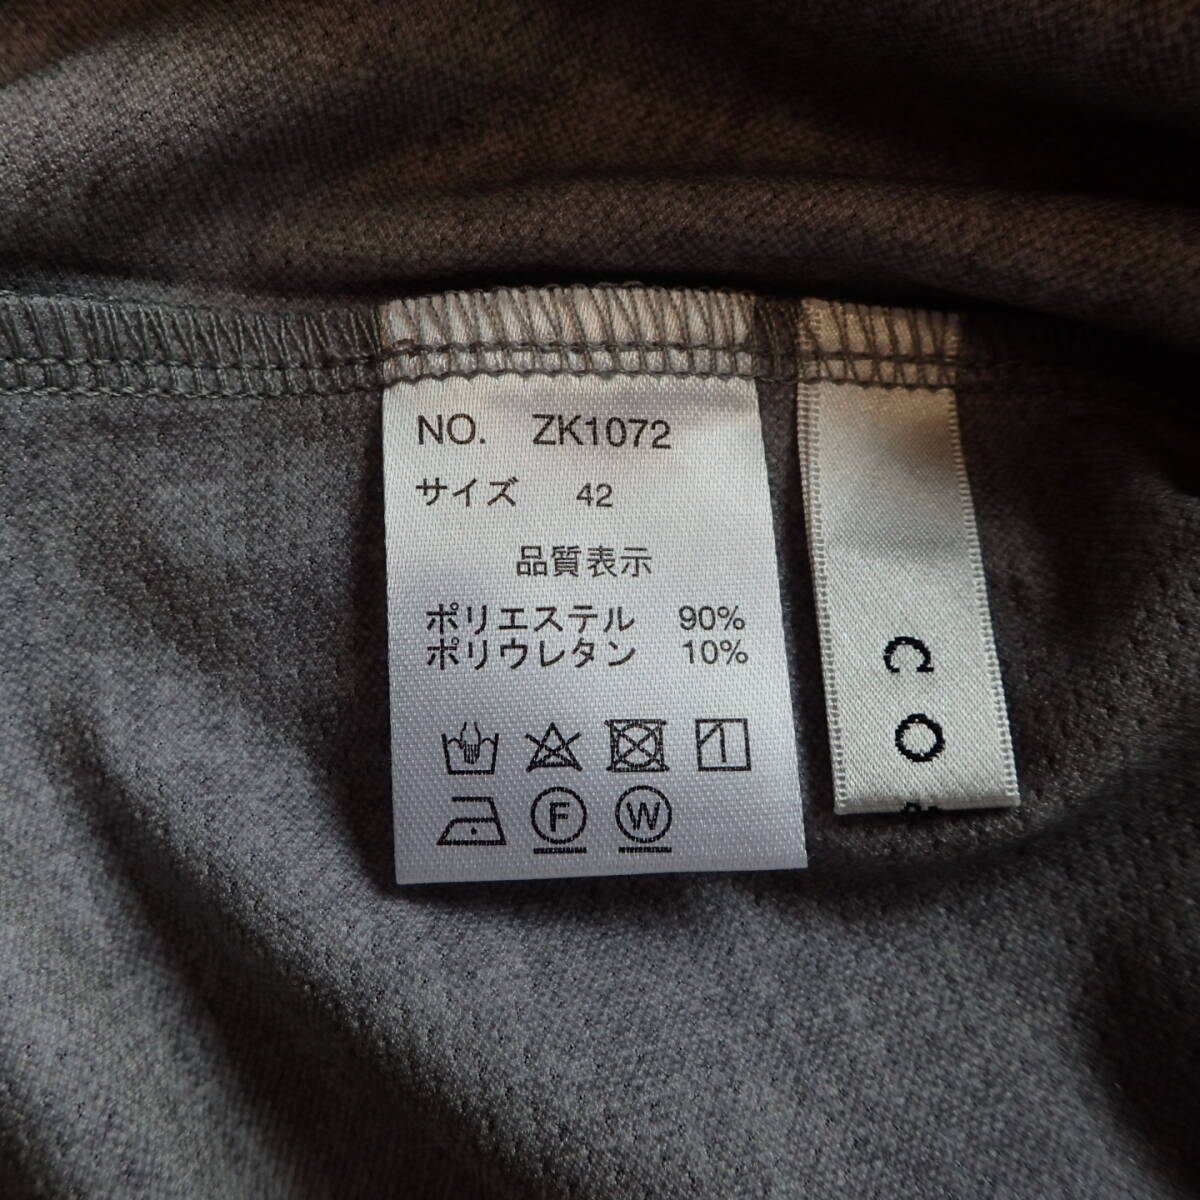 NO. ZK1072
サイズ 42
品質表示
ポリエステル 90%
ポリウレタン 10%
F W
CO